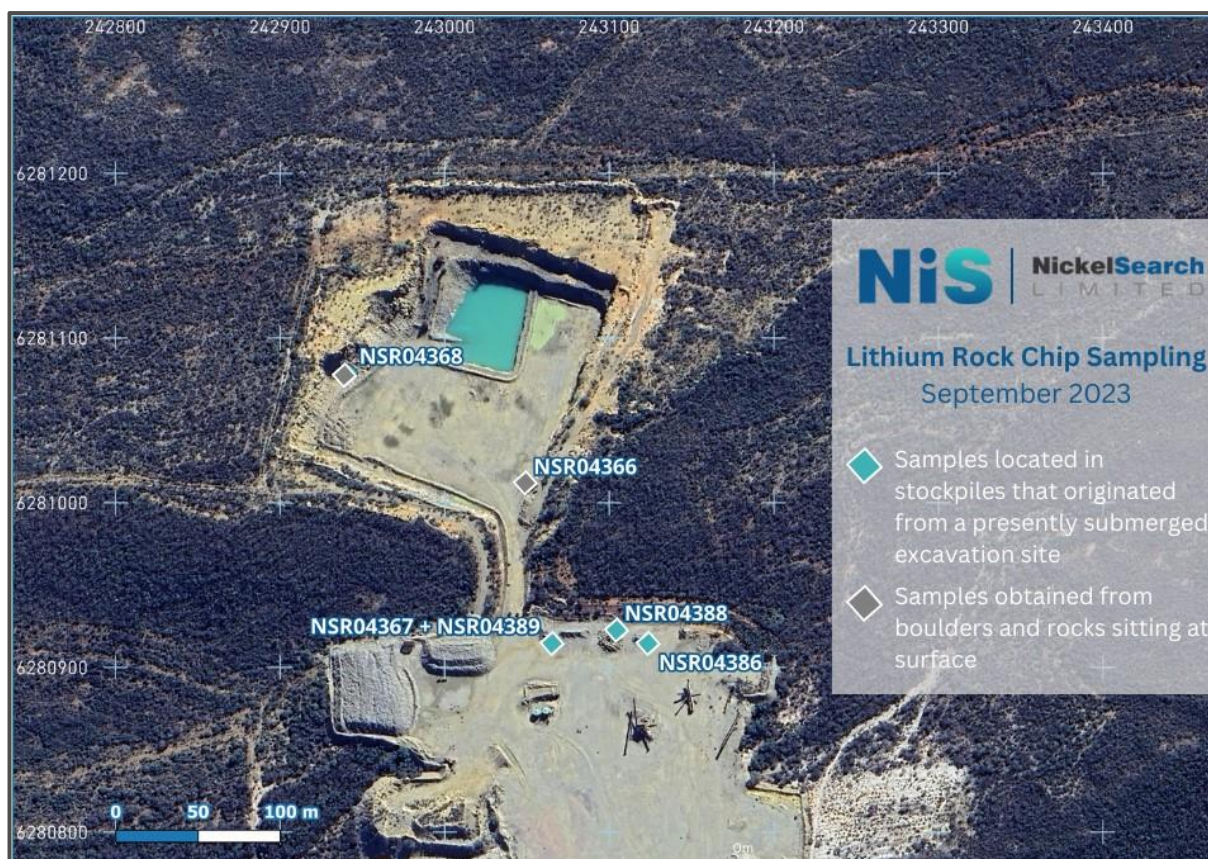 242800 242900 243000 243100 243200 243300 243400
6281200
NiS NickelSearch
LIMITED
6281100
NSR04368
Lithium Rock Chip Sampling
September 2023
NSR04366
6281000
Samples located in
stockpiles that originated
from a presently submerged
excavation site
Samples obtained from
boulders and rocks sitting at
surface
NSR04367 + NSR04389
NSR04388
NSR04386
6280900
0 50 100 m
6280800
0m